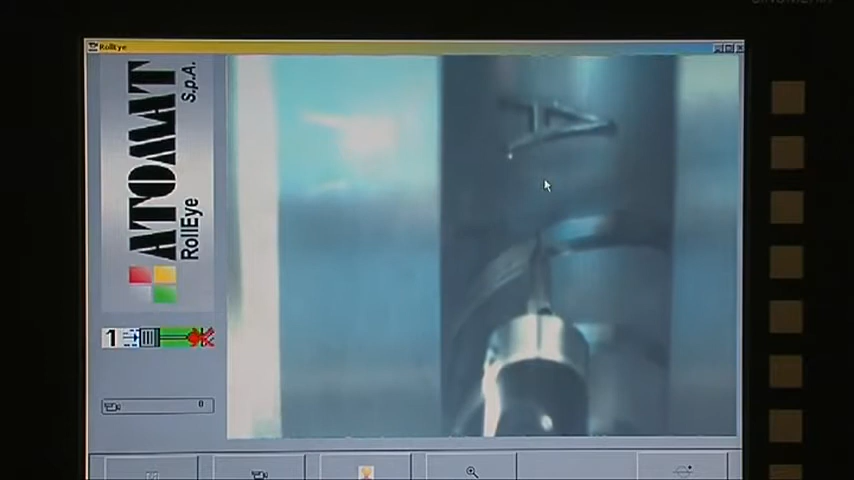 RollEye
ATOMAT
S.p.A.
RollEye
1
0
A